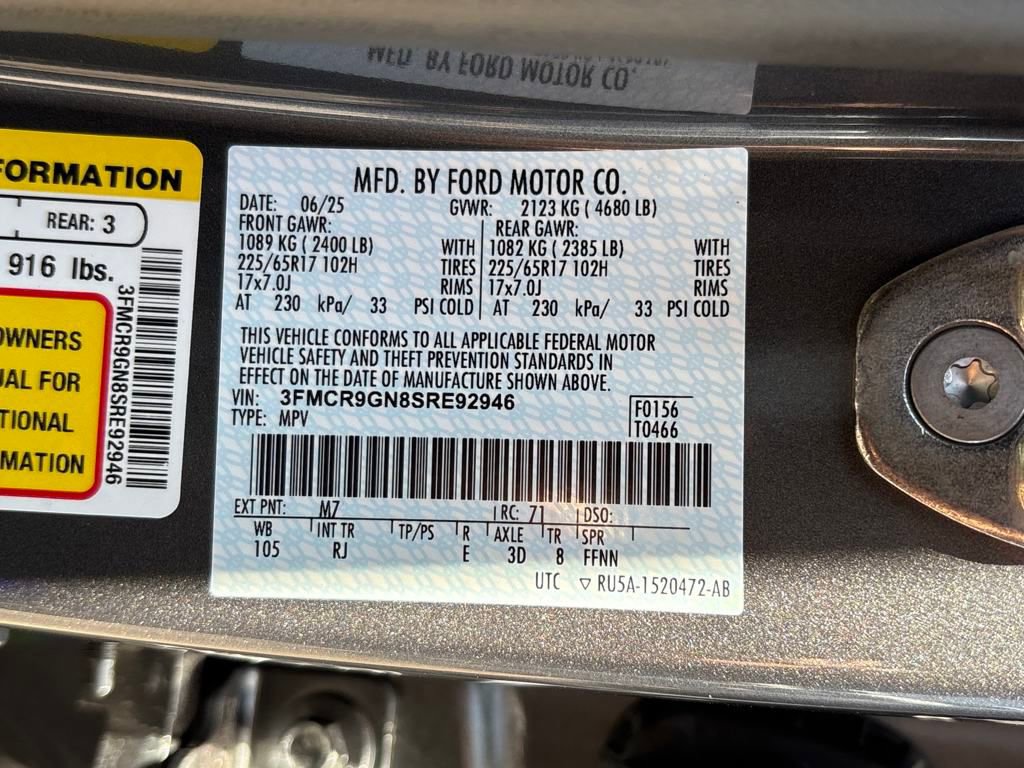 MFD. BY FORD MOTOR CO.
FORMATION
REAR: 3
916 lbs.
OWNERS
UAL FOR
TIONAL
MATION
3FMCR9GN8SRE92946
MFD. BY FORD MOTOR CO.
DATE: 06/25 GVWR: 2123 KG ( 4680 LB)
FRONT GAWR: REAR GAWR:
1089 KG ( 2400 LB) WITH 1082 KG ( 2385 LB) WITH
225/65R17 102H TIRES 225/65R17 102H TIRES
17x7.0J RIMS 17x7.0J RIMS
AT 230 kPa/ 33 PSI COLD AT 230 kPa/ 33 PSI COLD
THIS VEHICLE CONFORMS TO ALL APPLICABLE FEDERAL MOTOR
VEHICLE SAFETY AND THEFT PREVENTION STANDARDS IN
EFFECT ON THE DATE OF MANUFACTURE SHOWN ABOVE.
VIN: 3FMCR9GN8SRE92946 F0156
TYPE: MPV T0466
EXT PNT: M7 RC: 71 DSO:
WB INT TR TP/PS R AXLE TR SPR
105 RJ E 3D 8 FFNN
UTC ▽ RU5A-1520472-AB